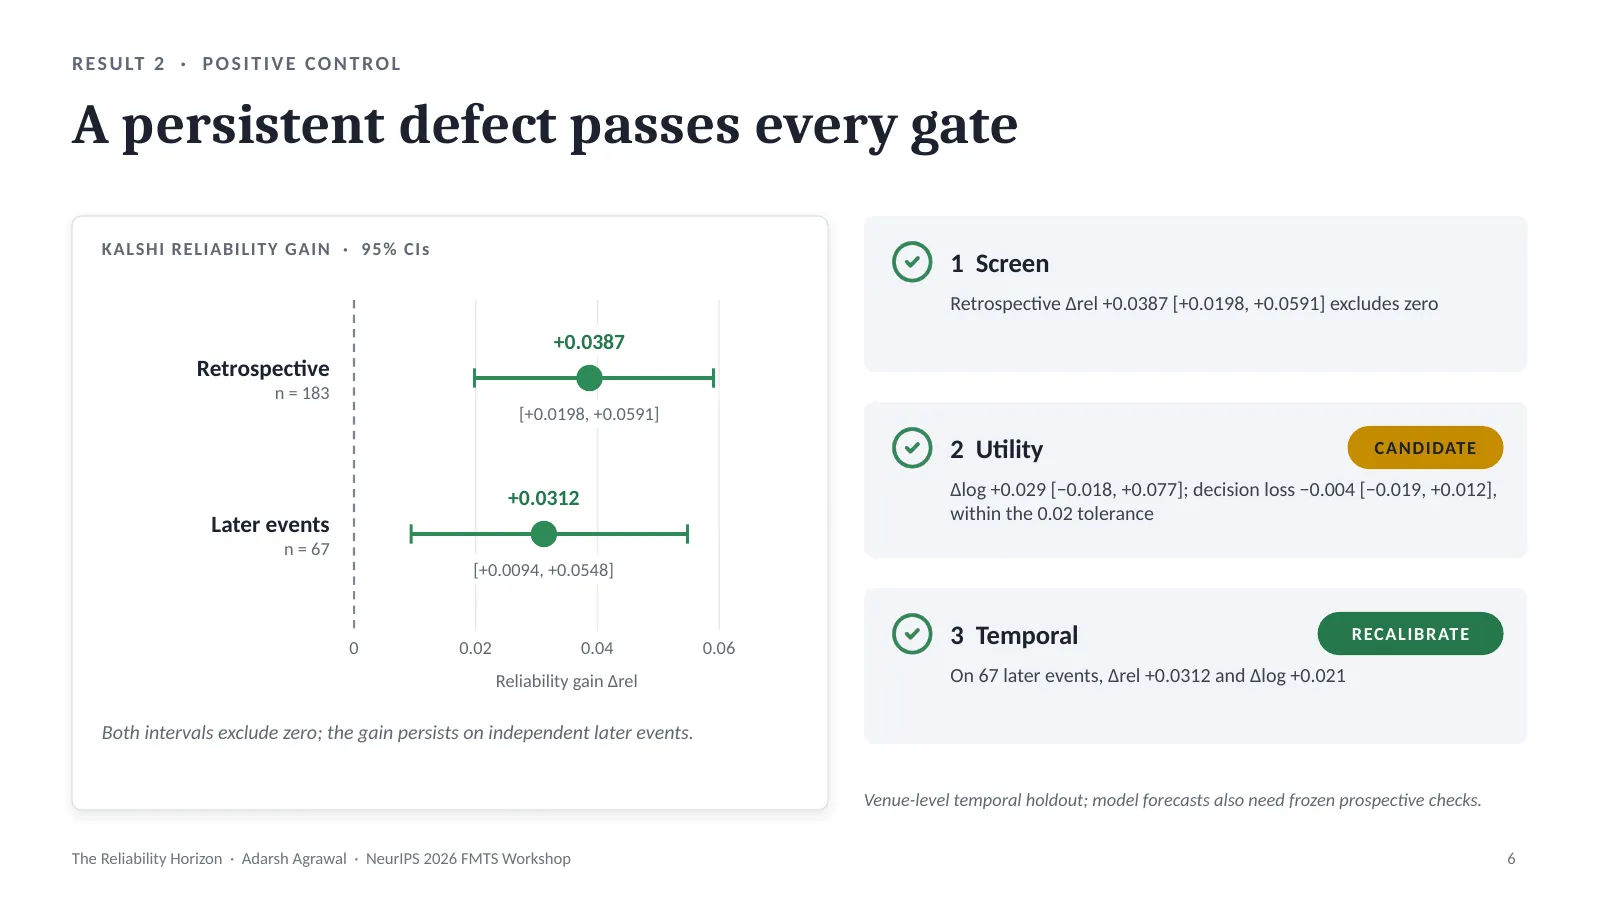 RESULT 2 · POSITIVE CONTROL
A persistent defect passes every gate
KALSHI RELIABILITY GAIN · 95% CIs
+0.0387
Retrospective
n = 183
[+0.0198, +0.0591]
+0.0312
Later events
n = 67
[+0.0094, +0.0548]
0 0.02 0.04 0.06
Reliability gain Δrel
Both intervals exclude zero; the gain persists on independent later events.
1 Screen
Retrospective Δrel +0.0387 [+0.0198, +0.0591] excludes zero
2 Utility
CANDIDATE
Δlog +0.029 [−0.018, +0.077]; decision loss −0.004 [−0.019, +0.012],
within the 0.02 tolerance
3 Temporal
RECALIBRATE
On 67 later events, Δrel +0.0312 and Δlog +0.021
Venue-level temporal holdout; model forecasts also need frozen prospective checks.
The Reliability Horizon · Adarsh Agrawal · NeurIPS 2026 FMTS Workshop
6